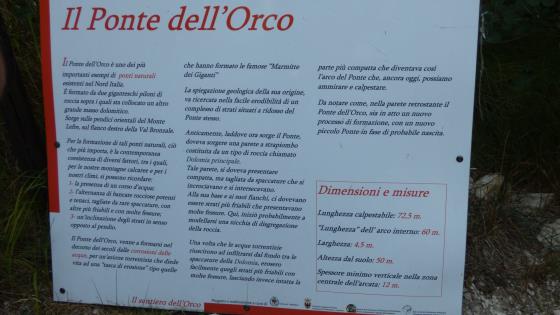 Il Ponte dell'Orco
Il Ponte dell'Orco è uno dei più
importanti esempi di ponti naturali
esistenti nel Nord Italia.
È formato da due giganteschi piloni di
roccia sopra i quali sta collocato un altro
grande masso dolomitico.
Sorge sulle pendici orientali del Monte
Lefre, sul fianco destro della Val Bronzale.
Per la formazione di tali ponti naturali, ciò
che più importa, è la contemporanea
coesistenza di diversi fattori, tra i quali,
per le nostre montagne calcaree e per i
nostri climi, si possono ricordare:
1- la presenza di un corso d'acqua;
2- l'alternanza di bancate rocciose potenti
e tenaci, tagliate da rare spaccature, con
altre più friabili e con molte fessure;
3- un'inclinazione degli strati in senso
opposto al pendio.
Il Ponte dell'Orco, venne a formarsi nel
decorso dei secoli dalle corrosioni delle
acque, per un'azione torrentizia che diede
vita ad una "tasca di erosione" tipo quelle
che hanno formato le famose "Marmitte
dei Giganti"
La spiegazione geologica della sua origine,
va ricercata nella facile erodibilità di un
complesso di strati situati a ridosso del
Ponte stesso.
Anticamente, laddove ora sorge il Ponte,
doveva sorgere una parete a strapiombo
costituita da un tipo di roccia chiamato
Dolomia principale.
Tale parete, si doveva presentare
compatta, ma tagliata da spaccature che si
incrociavano e si intersecavano.
Alla sua base e ai suoi fianchi, ci dovevano
essere strati più friabili che presentavano
molte fessure. Qui, iniziò probabilmente a
modellarsi una nicchia di disgregazione
della roccia.
Una volta che le acque torrentizie
riuscirono ad infiltrarsi dal fondo tra le
spaccature della Dolomia, erosero
facilmente quegli strati più friabili con
molte fessure, lasciando invece intatta la
parte più compatta che diventava così
l'arco del Ponte che, ancora oggi, possiamo
ammirare e calpestare.
Da notare come, nella parete retrostante il
Ponte dell'Orco, sia in atto un nuovo
processo di formazione, con un nuovo
piccolo Ponte in fase di probabile nascita.
Dimensioni e misure
Lunghezza calpestabile: 72,5 m.
"Lunghezza" dell'arco interno: 60 m.
Larghezza: 4,5 m.
Altezza dal suolo: 50 m.
Spessore minimo verticale nella zona
centrale dell'arcata: 12 m.
Il sentiero dell'Orco